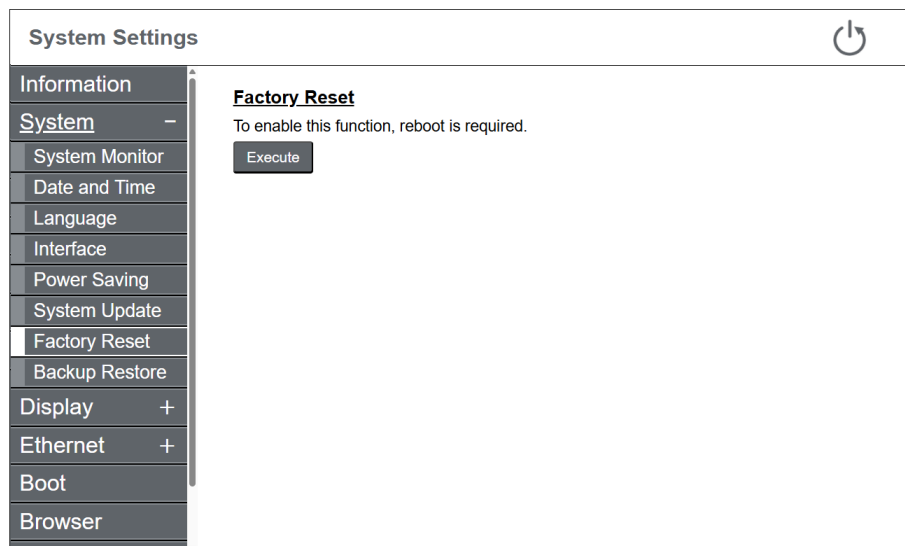 System Settings
Information
System −
System Monitor
Date and Time
Language
Interface
Power Saving
System Update
Factory Reset
Backup Restore
Display +
Ethernet +
Boot
Browser
Factory Reset
To enable this function, reboot is required.
Execute